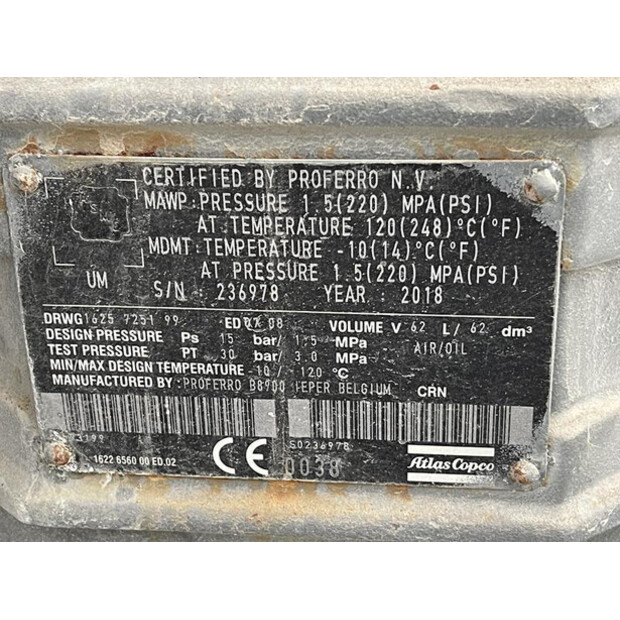 CERTIFIED BY PROFERRO N.V.
MAWP:PRESSURE 1.5(220) MPA(PSI)
AT TEMPERATURE 120(248)°C(°F)
MDMT:TEMPERATURE -10(14)°C(°F)
AT PRESSURE 1.5(220) MPA(PSI)
UM
S/N : 236978 YEAR : 2018
DRWG 1625 7251 99 ED 08 VOLUME V 62 L/ 62 dm³
DESIGN PRESSURE Ps 15 bar/ 1.5 MPa AIR/OIL
TEST PRESSURE PT 30 bar/ 3.0 MPa
MIN/MAX DESIGN TEMPERATURE -10 / 120 °C
MANUFACTURED BY: PROFERRO B8900 IEPER BELGIUM CRN
S0236978
1622 6560 00 ED.02 CE 0038 Atlas Copco